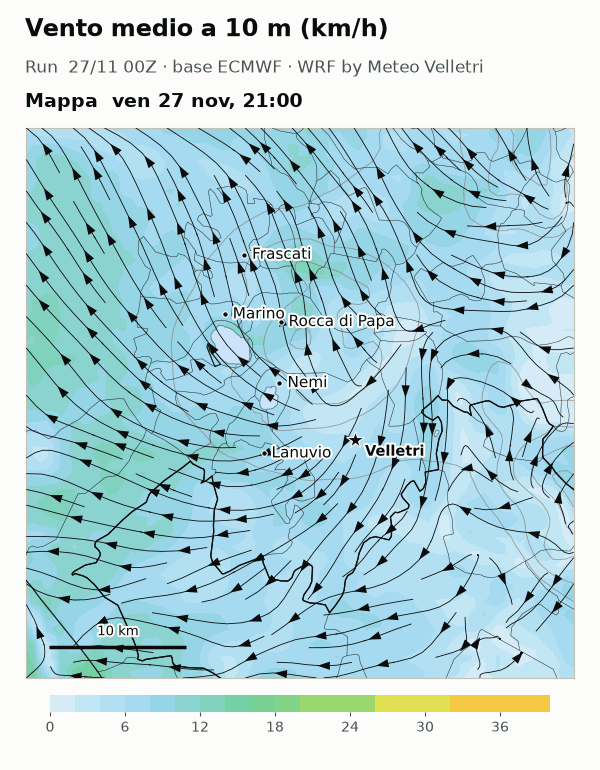 Vento medio a 10 m (km/h)
Run  27/11 00Z · base ECMWF · WRF by Meteo Velletri
Mappa  ven 27 nov, 21:00
Frascati
Marino
Rocca di Papa
Nemi
Velletri
Lanuvio
10 km
0 6 12 18 24 30 36